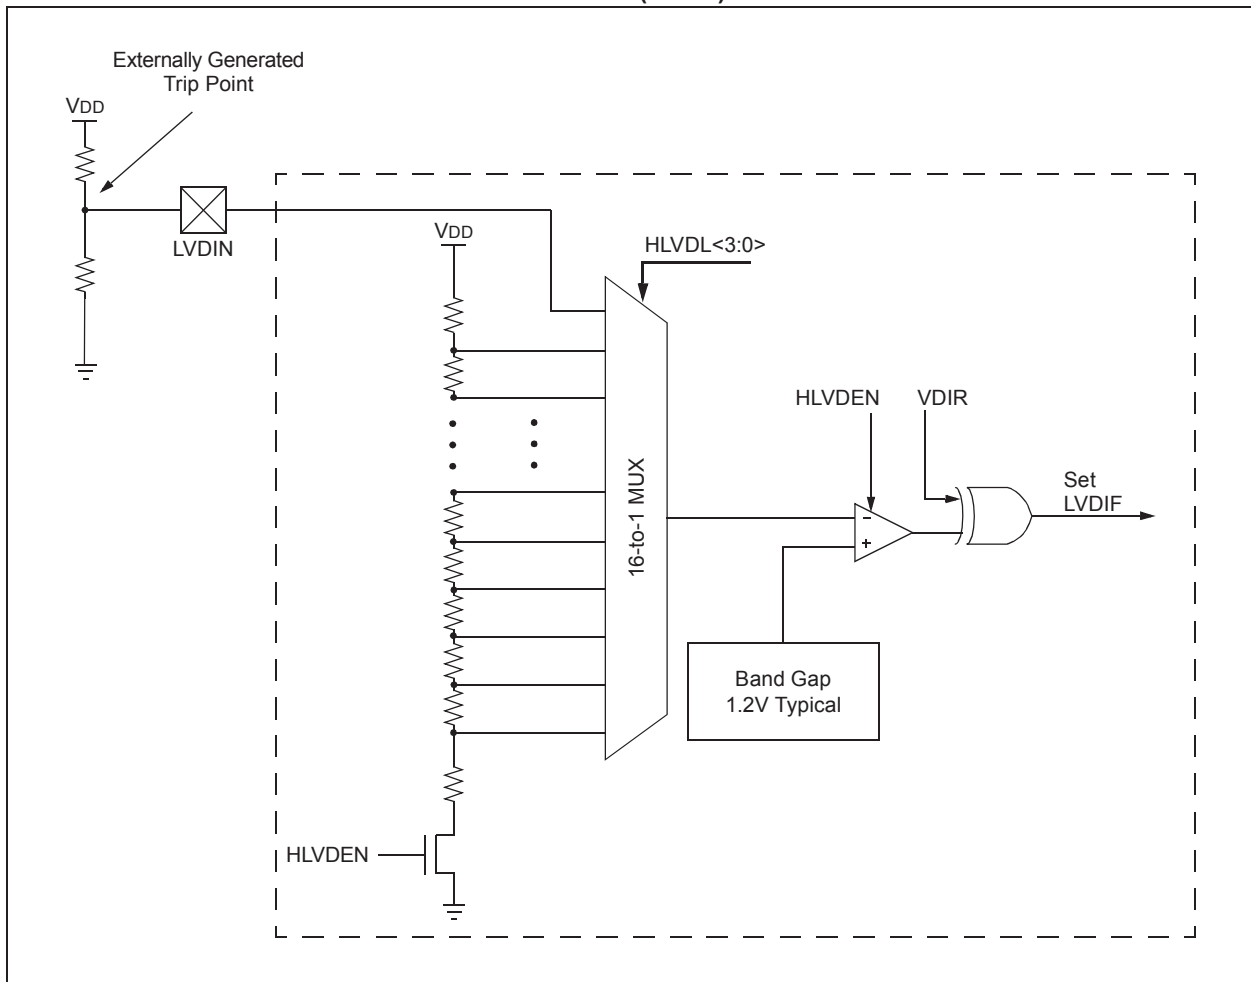 Externally Generated
Trip Point
VDD
LVDIN
VDD
HLVDL<3:0>
16-to-1 MUX
HLVDEN
VDIR
Set
LVDIF
–
+
Band Gap
1.2V Typical
HLVDEN